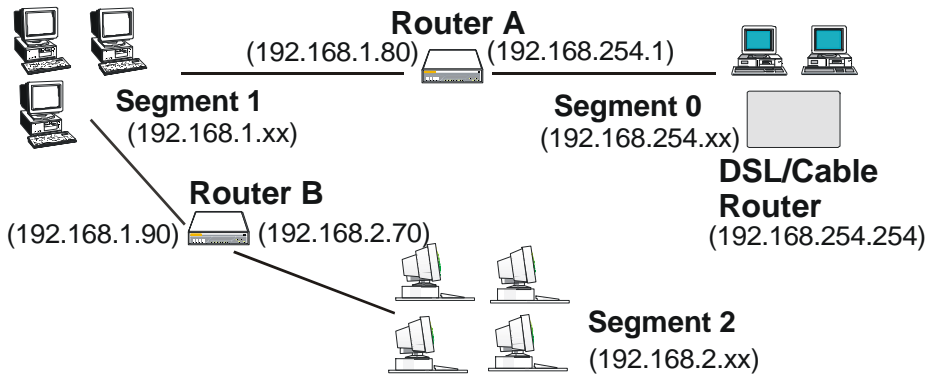 Router A
(192.168.1.80)
(192.168.254.1)
Segment 1
(192.168.1.xx)
Segment 0
(192.168.254.xx)
DSL/Cable
Router
(192.168.254.254)
Router B
(192.168.1.90)
(192.168.2.70)
Segment 2
(192.168.2.xx)